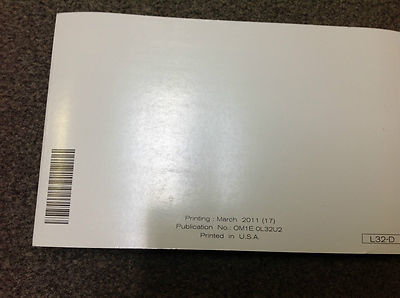 Printing : March 2011 (17)
Publication No.: OM1E 0L32U2
Printed in U.S.A.
L32-D